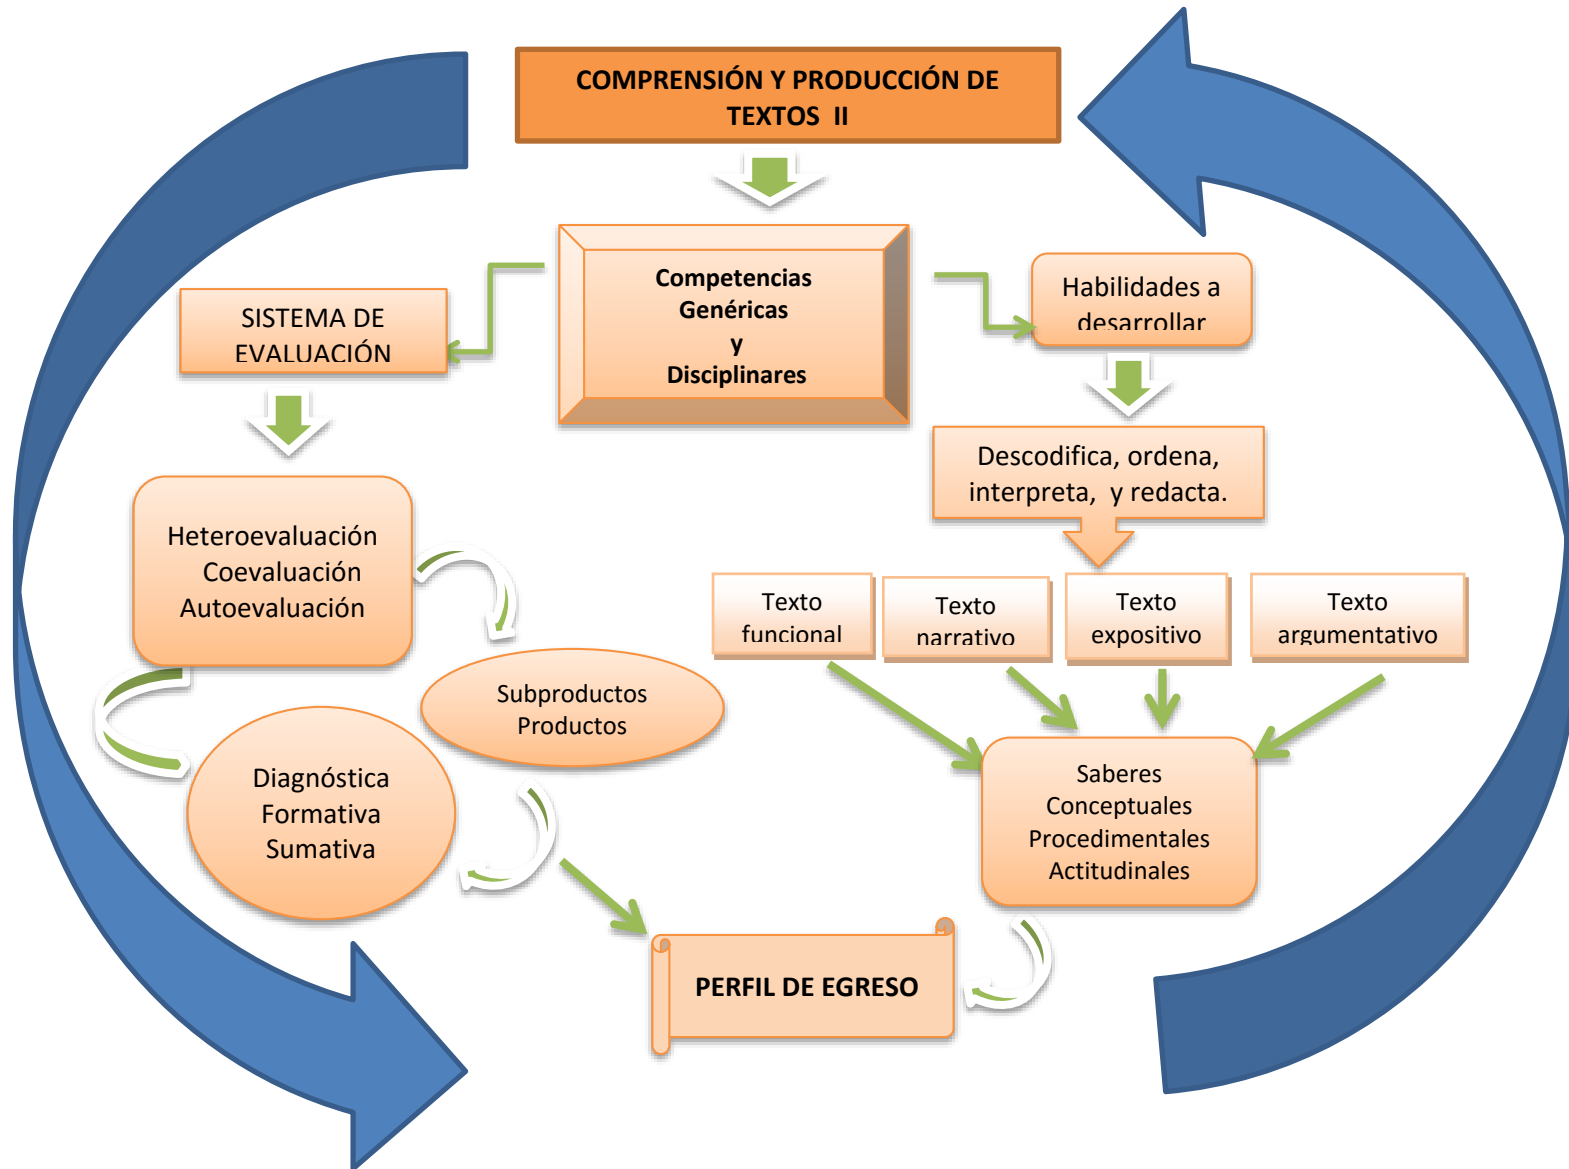 COMPRENSIÓN Y PRODUCCIÓN DE
TEXTOS II
Competencias
Genéricas
y
Disciplinares
SISTEMA DE
EVALUACIÓN
Habilidades a
desarrollar
Descodifica, ordena,
interpreta, y redacta.
Heteroevaluación
Coevaluación
Autoevaluación
Texto
funcional
Texto
narrativo
Texto
expositivo
Texto
argumentativo
Subproductos
Productos
Diagnóstica
Formativa
Sumativa
Saberes
Conceptuales
Procedimentales
Actitudinales
PERFIL DE EGRESO